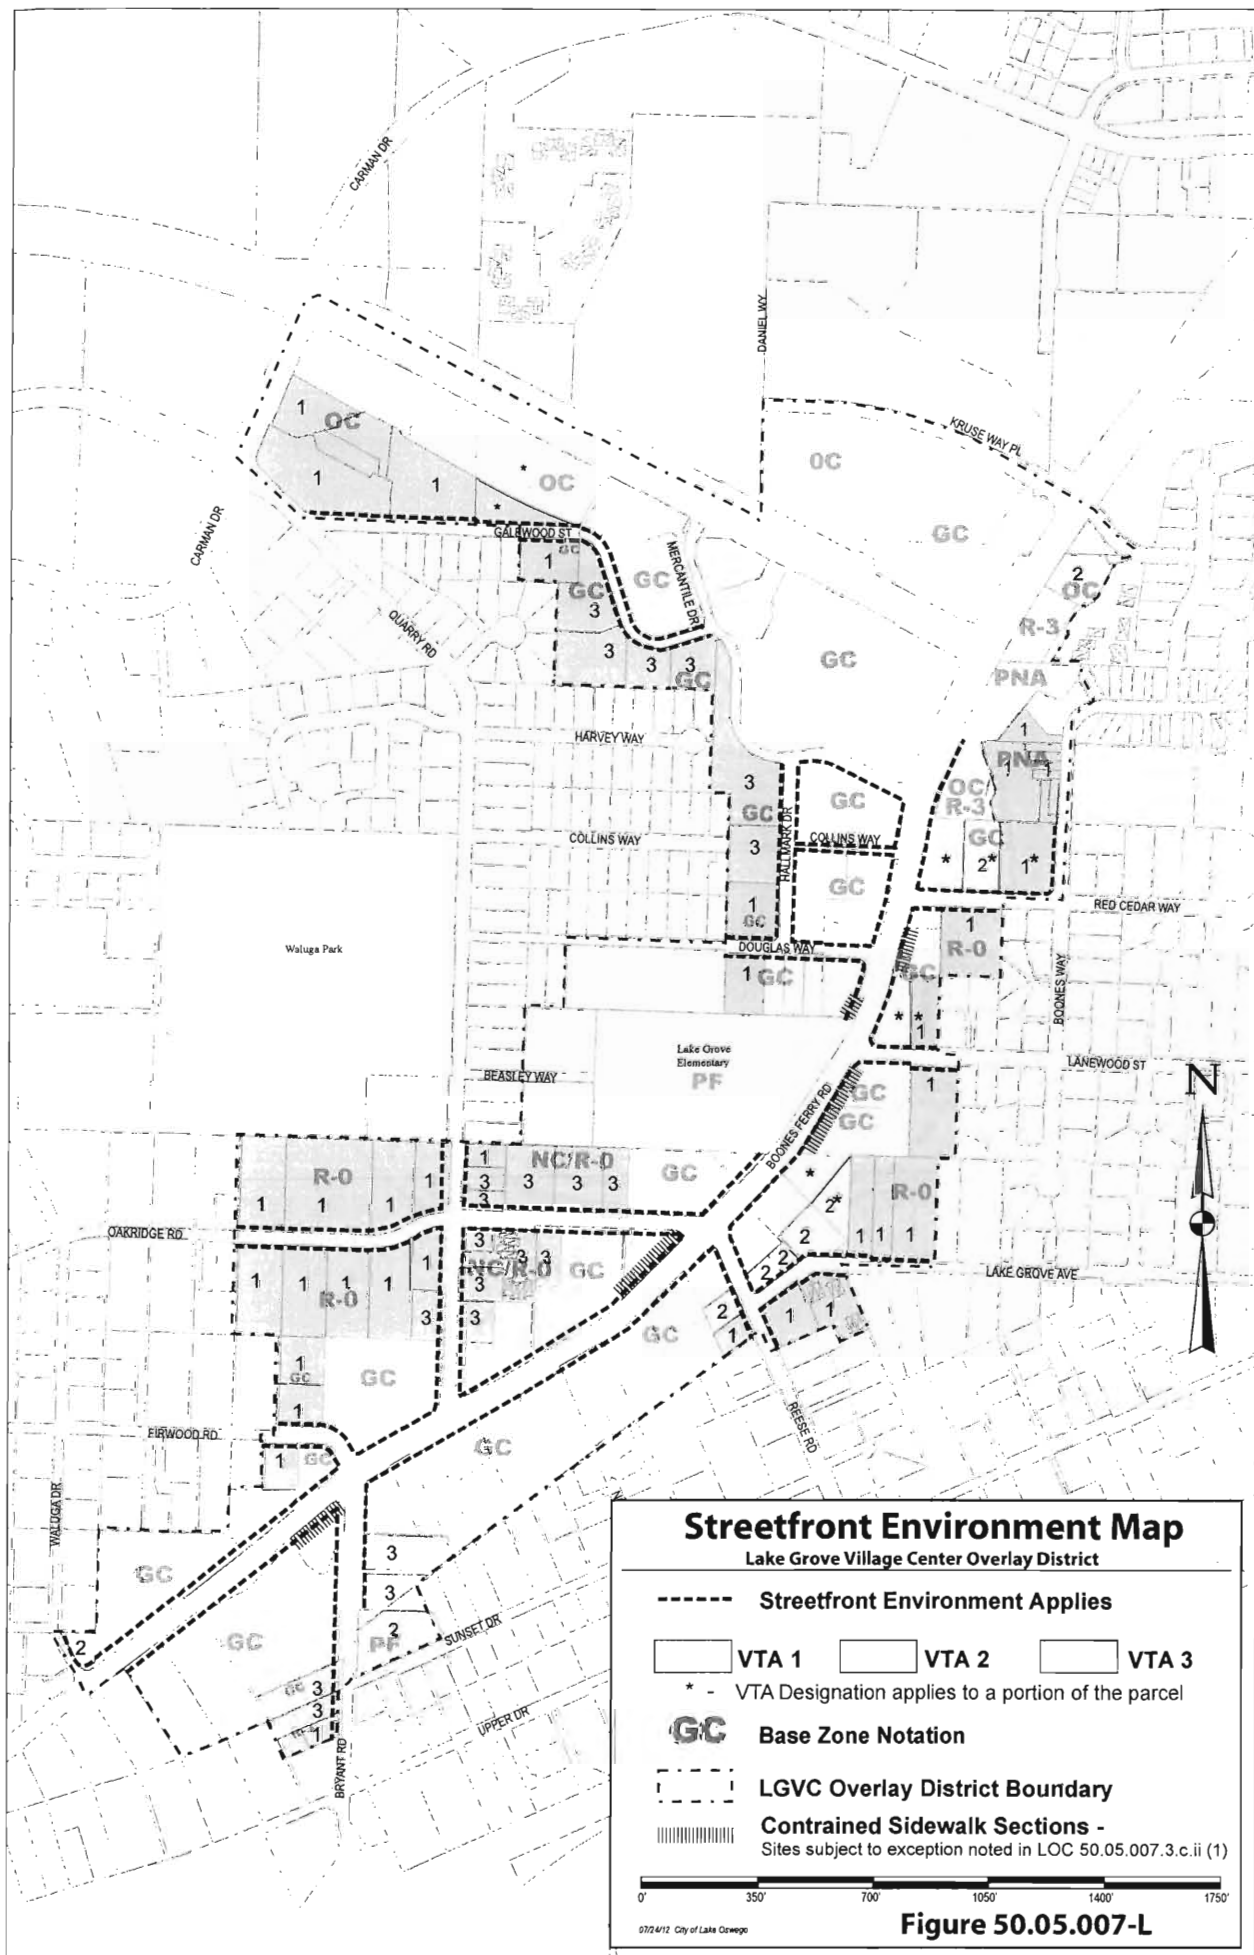 CARMAN DR
DANIEL WY
KRUSE WAY PL
1
OC
OC
1
1
*
OC
*
GC
CARMAN DR
GALEWOOD ST
GC
1
MERCANTILE DR
GC
GC
3
2
OC
QUARRY RD
R-3
3
3
3
GC
GC
PNA
HARVEY WAY
1
PNA
1
1
3
GC
OC
R-3
GC
COLLINS WAY
HALLMARK DR
COLLINS WAY
GC
3
*
2*
1*
GC
1
GC
RED CEDAR WAY
1
R-0
Waluga Park
DOUGLAS WAY
1
GC
GC
BOONES WAY
*
*
1
Lake Grove
Elementary
PF
LANEWOOD ST
N
BEASLEY WAY
BOONES FERRY RD
GC
1
GC
R-0
1
1
NC/R-0
GC
*
1
1
1
3
3
3
3
3
2*
R-0
OAKRIDGE RD
2
1
1
1
3
3
3
NC/R-0
GC
3
2
2
LAKE GROVE AVE
1
1
1
1
1
R-0
3
3
2
1
1
1
GC
1
GC
GC
1
REESE RD
FIRWOOD RD
GC
1
GC
WALUGA DR
GC
3
3
2
PF
SUNSET DR
2
GC
GC
3
3
1
UPPER DR
BRYANT RD
Streetfront Environment Map
Lake Grove Village Center Overlay District
Streetfront Environment Applies
VTA 1
VTA 2
VTA 3
* - VTA Designation applies to a portion of the parcel
GC Base Zone Notation
LGVC Overlay District Boundary
Contrained Sidewalk Sections -
Sites subject to exception noted in LOC 50.05.007.3.c.ii (1)
0' 350' 700' 1050' 1400' 1750'
07/24/12 City of Lake Oswego
Figure 50.05.007-L